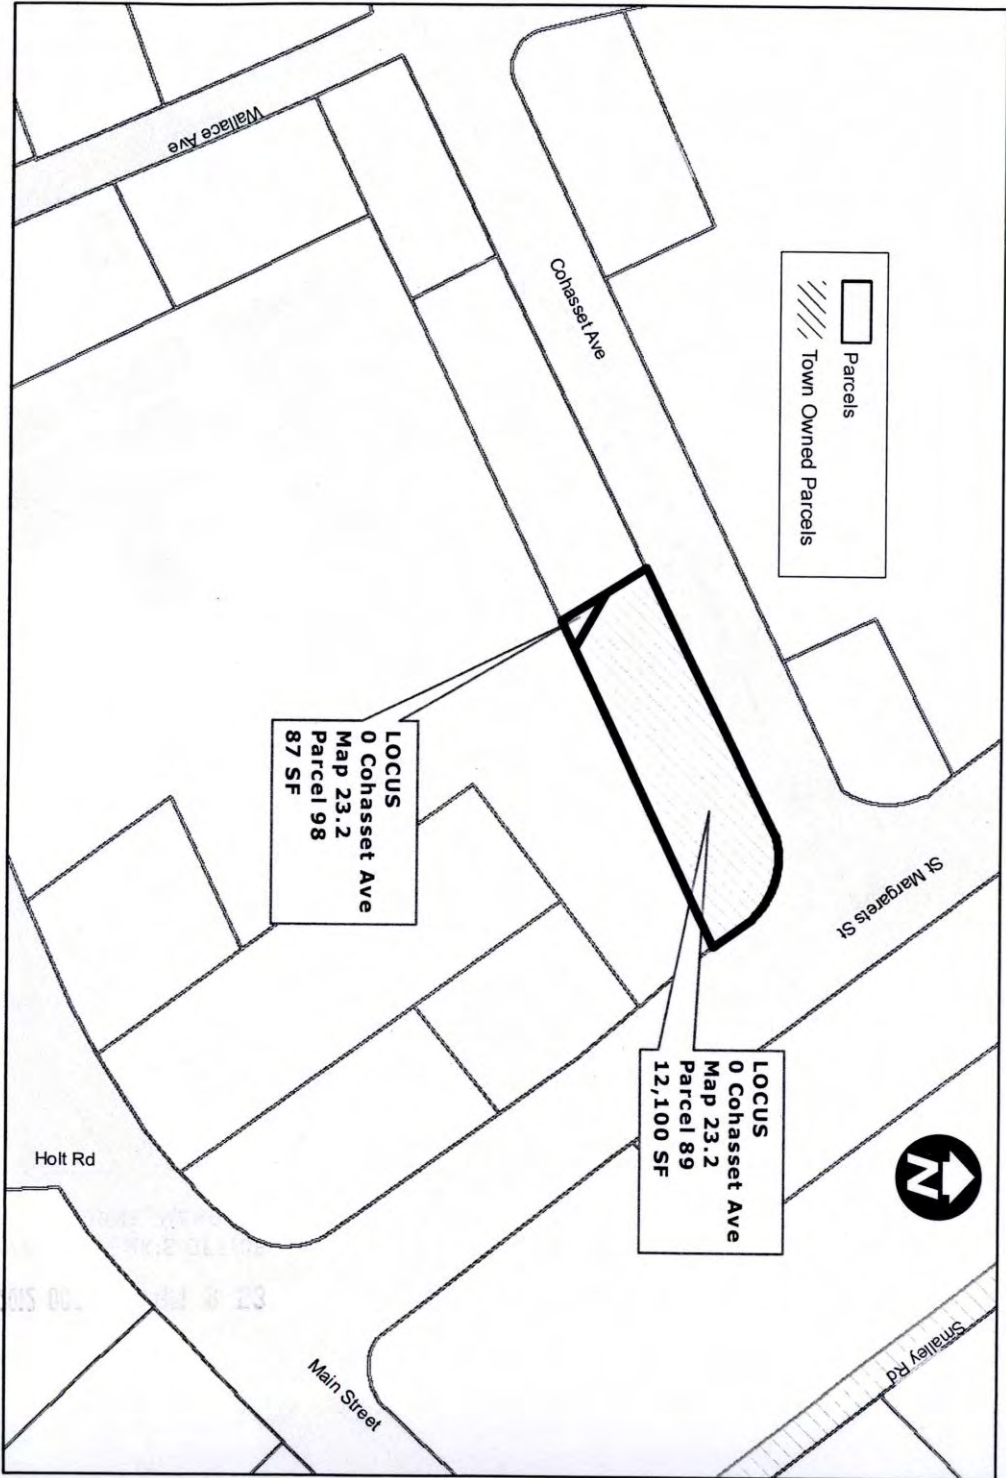 Parcels
Town Owned Parcels
Wallace Ave
Cohasset Ave
St Margarets St
LOCUS
0 Cohasset Ave
Map 23.2
Parcel 98
87 SF
LOCUS
0 Cohasset Ave
Map 23.2
Parcel 89
12,100 SF
N
Smalley Rd
Holt Rd
Main Street